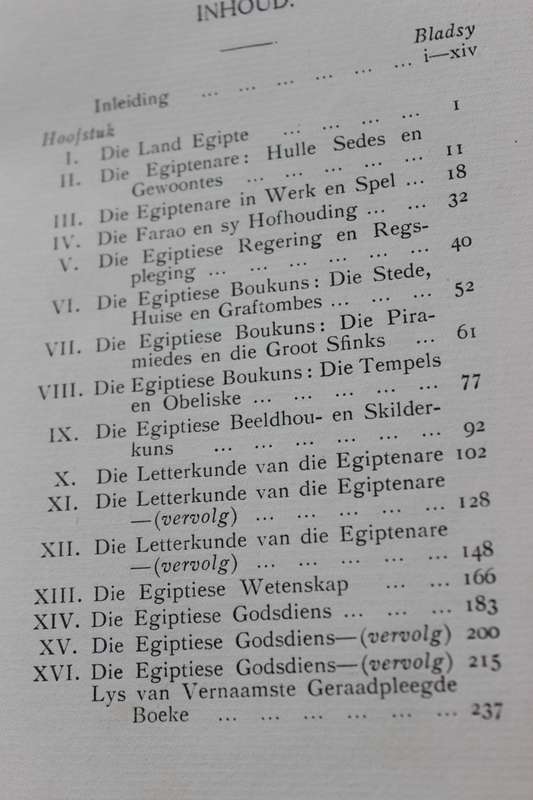 INHOUD.
Bladsy
Inleiding ... ... ... ... ... ... i—xiv
Hoofstuk
I. Die Land Egipte ... ... ... ... 1
II. Die Egiptenare: Hulle Sedes en
Gewoontes ... ... ... ... ... 11
III. Die Egiptenare in Werk en Spel ... 18
IV. Die Farao en sy Hofhouding ... ... 32
V. Die Egiptiese Regering en Regs-
pleging ... ... ... ... ... ... 40
VI. Die Egiptiese Boukuns: Die Stede,
Huise en Graftombes ... ... ... 52
VII. Die Egiptiese Boukuns: Die Pira-
miedes en die Groot Sfinks ... 61
VIII. Die Egiptiese Boukuns: Die Tempels
en Obeliske ... ... ... ... ... 77
IX. Die Egiptiese Beeldhou- en Skilder-
kuns ... ... ... ... ... ... 92
X. Die Letterkunde van die Egiptenare 102
XI. Die Letterkunde van die Egiptenare
—(vervolg) ... ... ... ... ... 128
XII. Die Letterkunde van die Egiptenare
—(vervolg) ... ... ... ... ... 148
XIII. Die Egiptiese Wetenskap ... ... 166
XIV. Die Egiptiese Godsdiens ... ... ... 183
XV. Die Egiptiese Godsdiens—(vervolg) 200
XVI. Die Egiptiese Godsdiens—(vervolg) 215
Lys van Vernaamste Geraadpleegde
Boeke ... ... ... ... ... ... 237